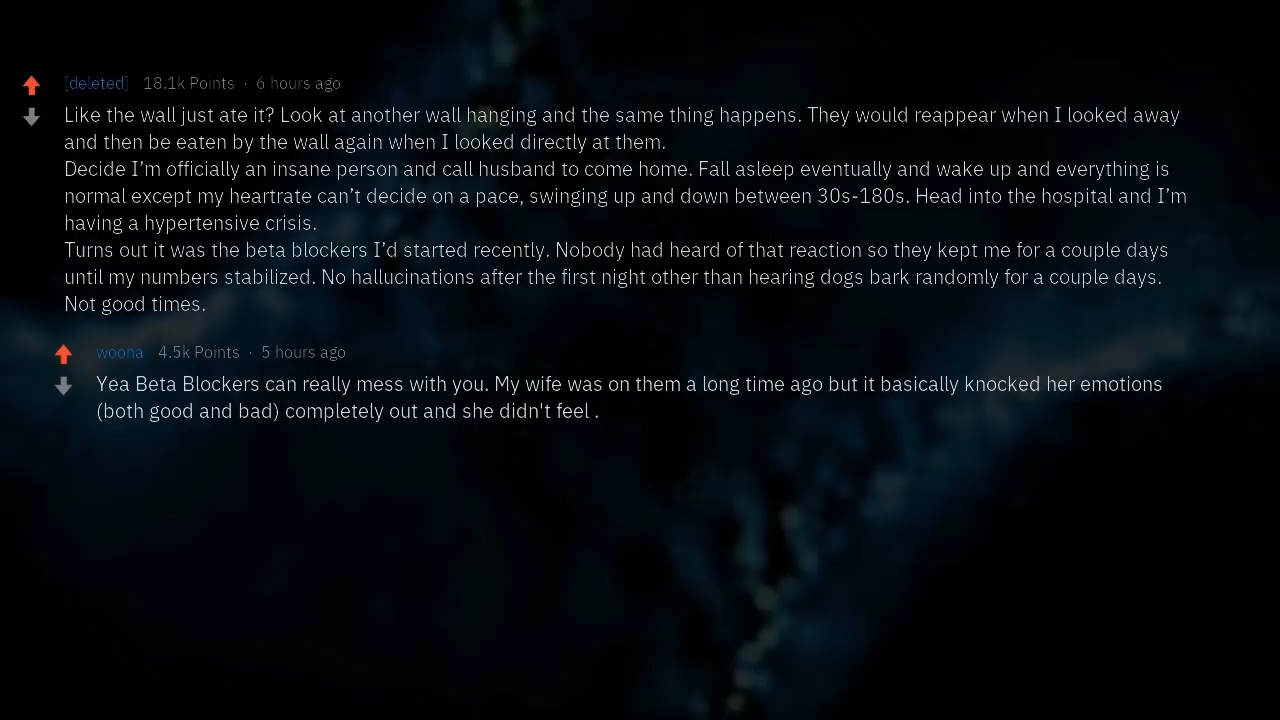 [deleted] 18.1k Points · 6 hours ago
Like the wall just ate it? Look at another wall hanging and the same thing happens. They would reappear when I looked away
and then be eaten by the wall again when I looked directly at them.
Decide I’m officially an insane person and call husband to come home. Fall asleep eventually and wake up and everything is
normal except my heartrate can’t decide on a pace, swinging up and down between 30s-180s. Head into the hospital and I’m
having a hypertensive crisis.
Turns out it was the beta blockers I’d started recently. Nobody had heard of that reaction so they kept me for a couple days
until my numbers stabilized. No hallucinations after the first night other than hearing dogs bark randomly for a couple days.
Not good times.
woona 4.5k Points · 5 hours ago
Yea Beta Blockers can really mess with you. My wife was on them a long time ago but it basically knocked her emotions
(both good and bad) completely out and she didn't feel .